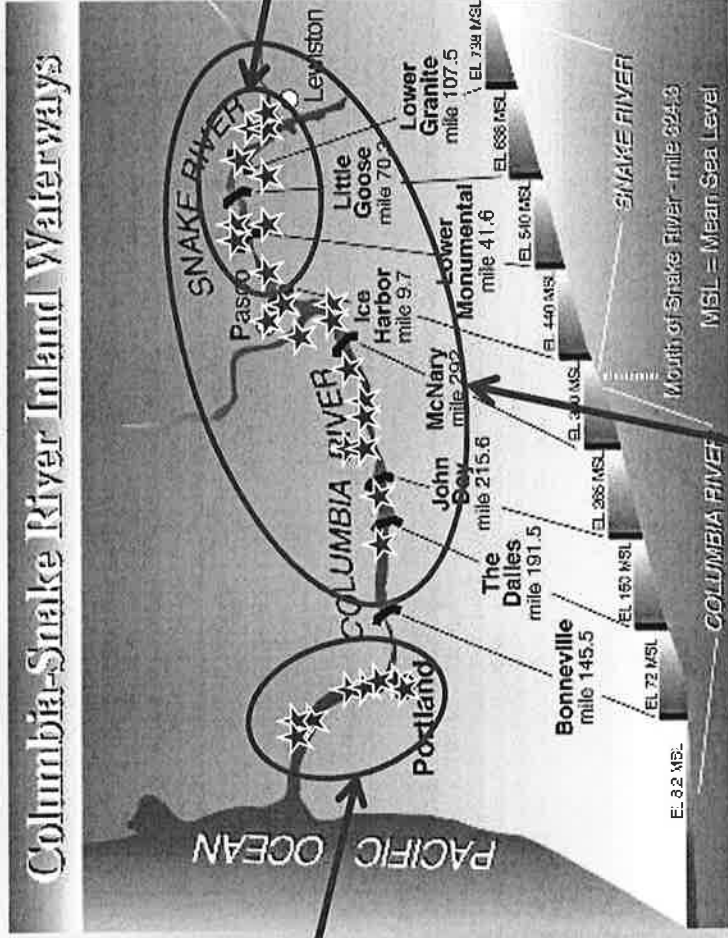 Columbia-Snake River Inland Waterways
SNAKE RIVER
Lewiston
Pasco
COLUMBIA RIVER
Portland
PACIFIC OCEAN
Lower
Granite
mile 107.5
Little
Goose
mile 70.3
Lower
Monumental
mile 41.6
Ice
Harbor
mile 9.7
McNary
mile 292
John
Day
mile 215.6
The
Dalles
mile 191.5
Bonneville
mile 145.5
EL 738 MSL
EL 638 MSL
EL 540 MSL
EL 440 MSL
EL 340 MSL
EL 265 MSL
EL 160 MSL
EL 72 MSL
EL 8.2 MSL
SNAKE RIVER
Mouth of Snake River - mile 324.3
MSL = Mean Sea Level
COLUMBIA RIVER